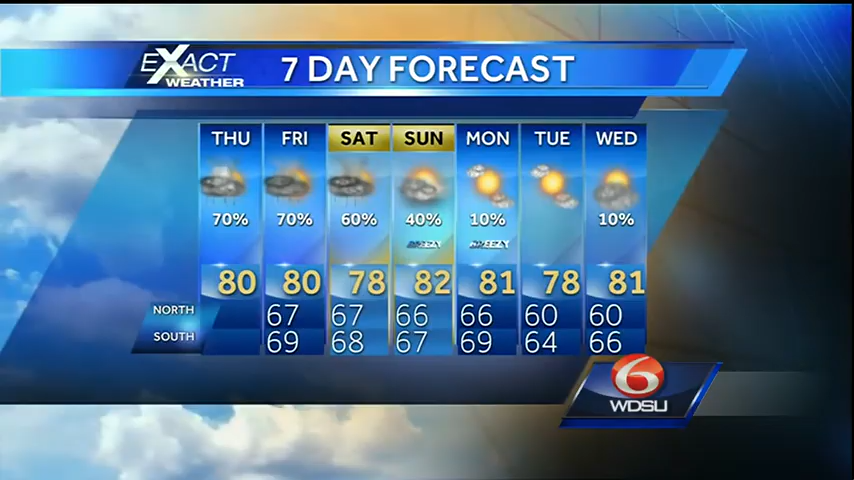 EXACT WEATHER
7 DAY FORECAST
THU FRI SAT SUN MON TUE WED
70% 70% 60% 40% 10% 10%
BREEZY BREEZY
80 80 78 82 81 78 81
NORTH 67 67 66 66 60 60
SOUTH 69 68 67 69 64 66
6
WDSU